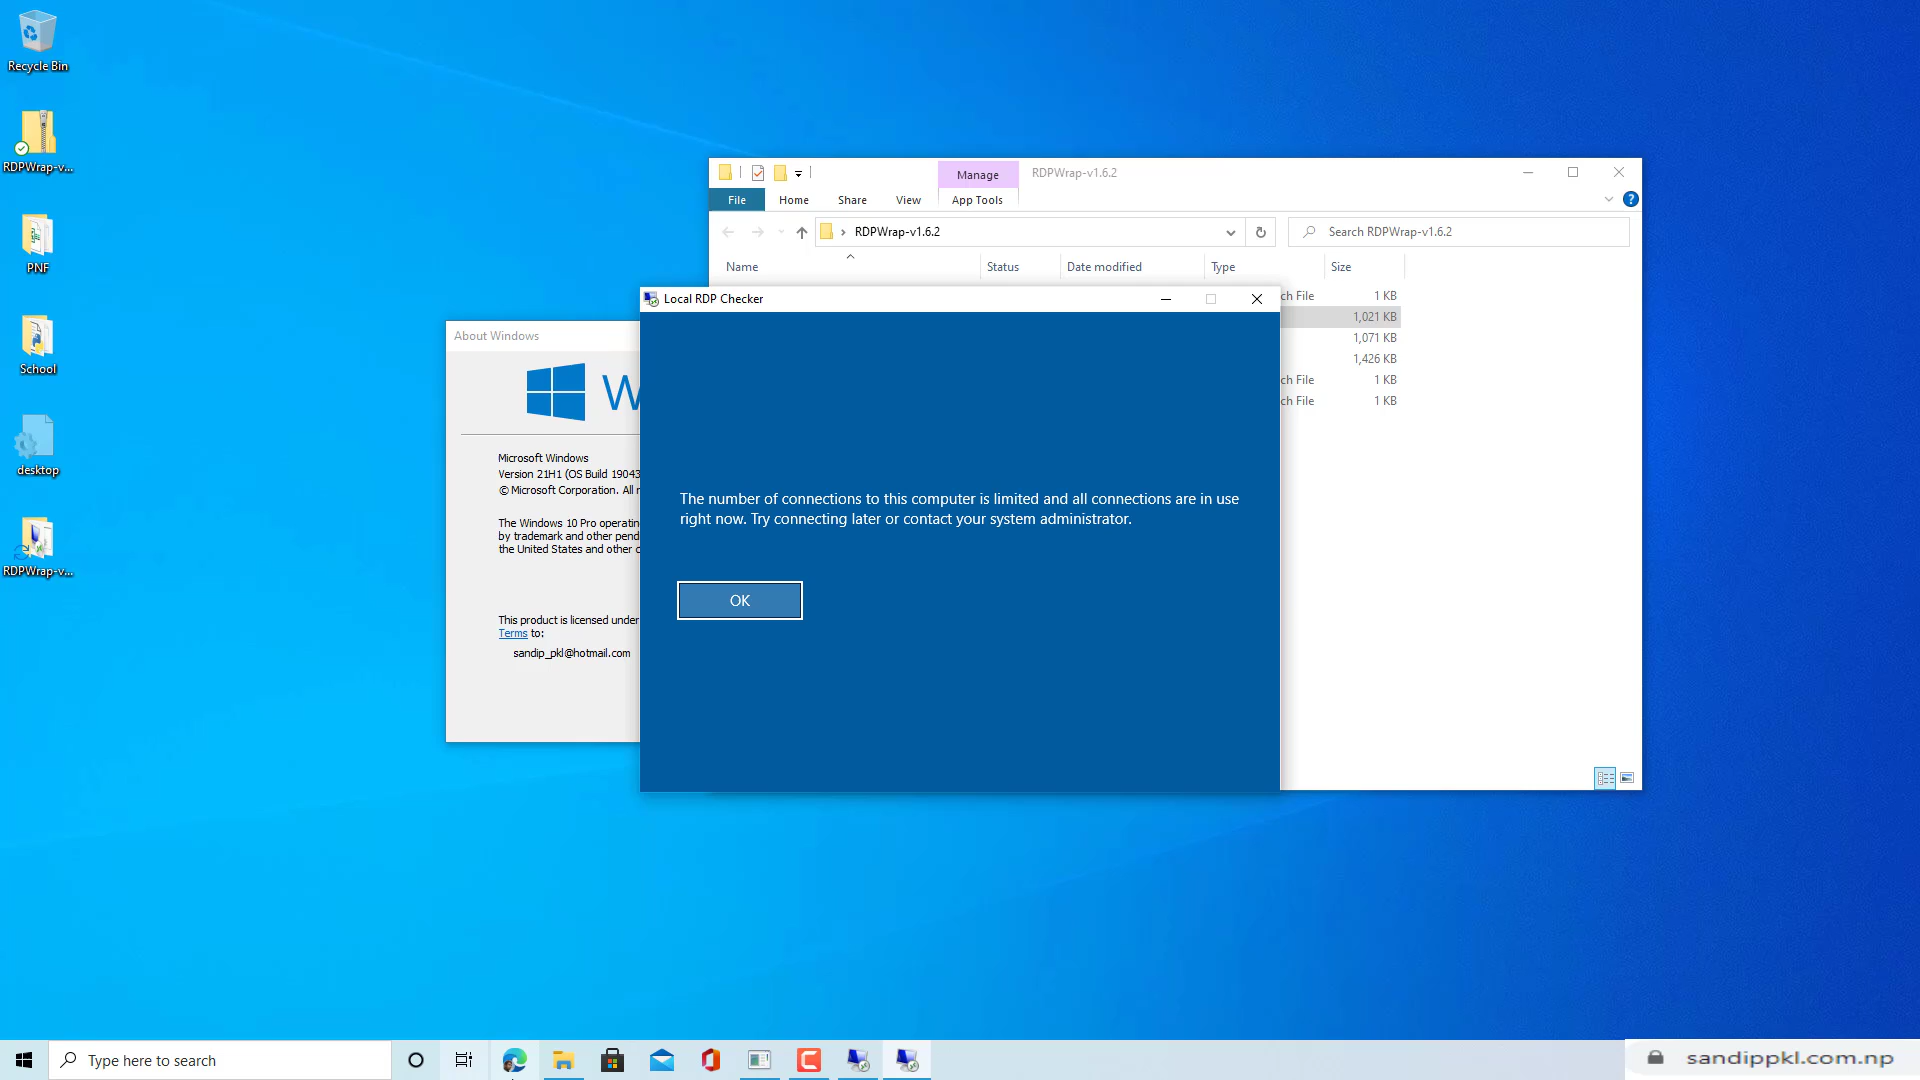 Recycle Bin
RDPWrap-v...
PNF
School
desktop
RDPWrap-v...
Manage
RDPWrap-v1.6.2
File
Home
Share
View
App Tools
RDPWrap-v1.6.2
Search RDPWrap-v1.6.2
Name
Status
Date modified
Type
Size
ch File
1 KB
1,021 KB
1,071 KB
1,426 KB
ch File
1 KB
ch File
1 KB
About Windows
W
Microsoft Windows
Version 21H1 (OS Build 19043
© Microsoft Corporation. All r
The Windows 10 Pro operatin
by trademark and other pend
the United States and other c
This product is licensed under
Terms to:
sandip_pkl@hotmail.com
Local RDP Checker
The number of connections to this computer is limited and all connections are in use
right now. Try connecting later or contact your system administrator.
OK
Type here to search
sandippkl.com.np